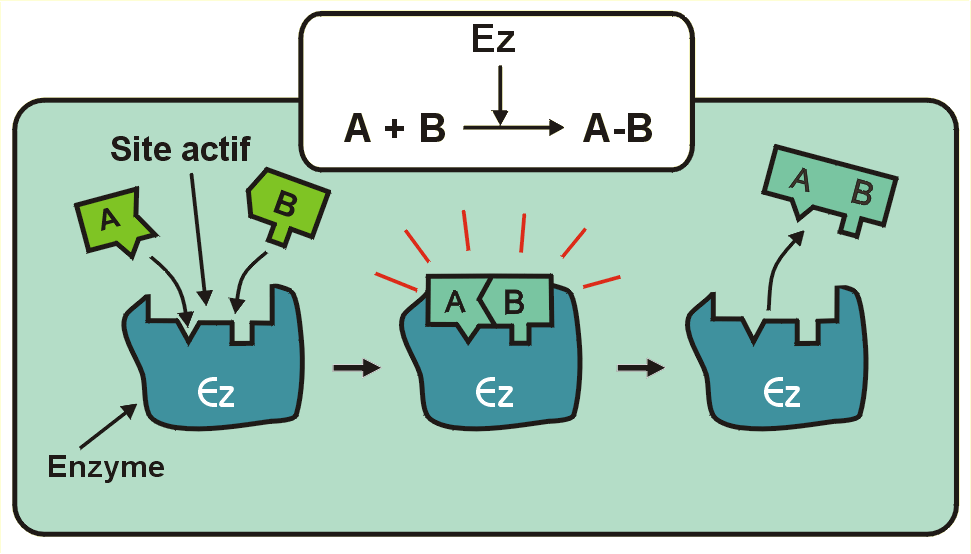 Ez
A + B → A-B
Site actif
A
B
Ez
Enzyme
A
B
Ez
A B
Ez